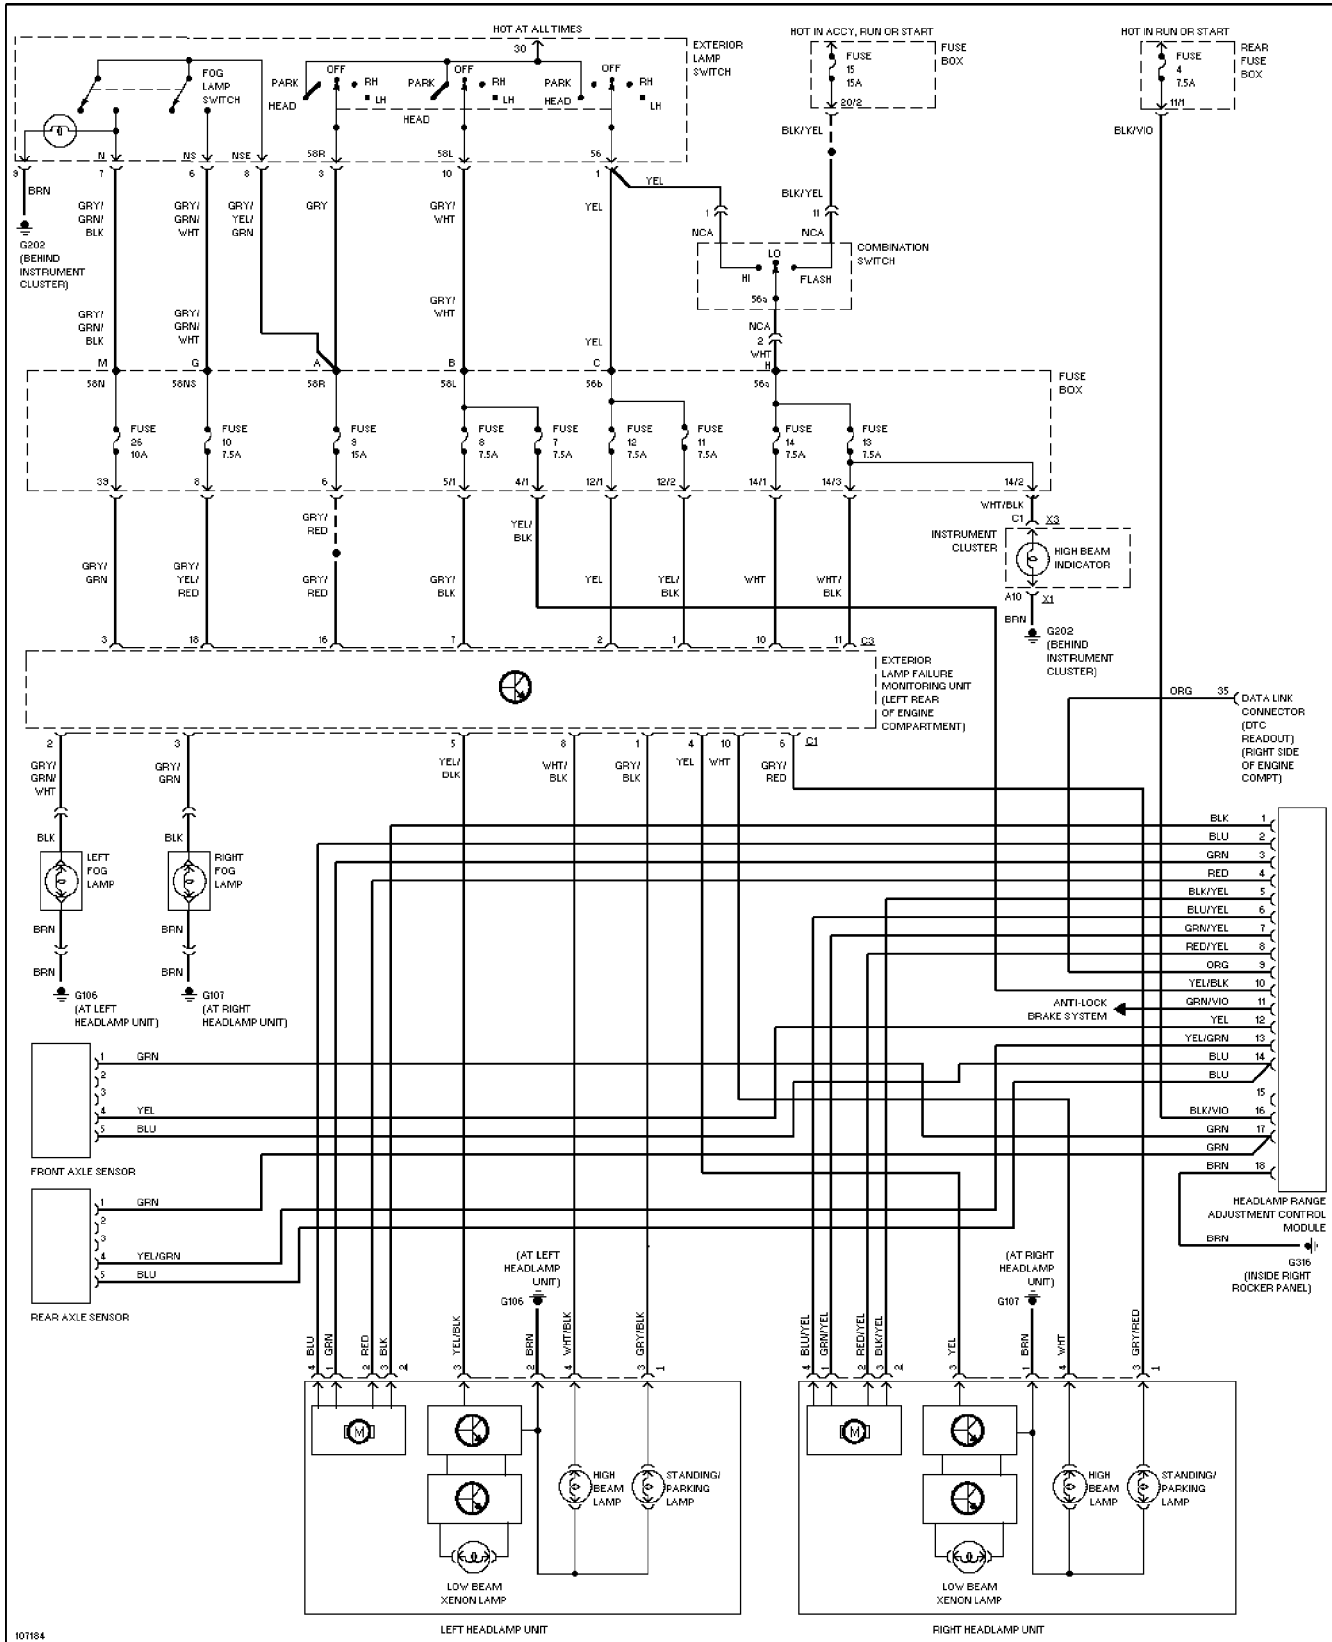 HOT AT ALL TIMES
30
EXTERIOR
LAMP
SWITCH
FOG
LAMP
SWITCH
PARK
OFF
RH
LH
HEAD
PARK
OFF
RH
LH
HEAD
PARK
OFF
RH
LH
HEAD
HOT IN ACCY, RUN OR START
FUSE
15
15A
20/2
FUSE
BOX
HOT IN RUN OR START
FUSE
4
7.5A
11/1
REAR
FUSE
BOX
BLK/YEL
BLK/VIO
N
NS
NSE
58R
58L
56
9
7
6
8
3
10
1
BRN
G202
(BEHIND
INSTRUMENT
CLUSTER)
GRY/
GRN/
BLK
GRY/
GRN/
WHT
GRY/
YEL/
GRN
GRY
GRY/
WHT
YEL
YEL
BLK/YEL
1
11
NCA
NCA
COMBINATION
SWITCH
LO
HI
FLASH
56a
NCA
2
WHT
GRY/
GRN/
BLK
GRY/
GRN/
WHT
GRY/
WHT
YEL
M
G
A
B
C
H
58N
58NS
58R
58L
56b
56a
FUSE
BOX
FUSE
26
10A
FUSE
10
7.5A
FUSE
9
15A
FUSE
8
7.5A
FUSE
7
7.5A
FUSE
12
7.5A
FUSE
11
7.5A
FUSE
14
7.5A
FUSE
13
7.5A
39
8
6
5/1
4/1
12/1
12/2
14/1
14/3
14/2
GRY/
RED
YEL/
BLK
WHT/BLK
C1
X3
INSTRUMENT
CLUSTER
HIGH BEAM
INDICATOR
A10
X1
BRN
G202
(BEHIND
INSTRUMENT
CLUSTER)
GRY/
GRN
GRY/
YEL/
RED
GRY/
RED
GRY/
BLK
YEL
YEL/
BLK
WHT
WHT/
BLK
3
18
16
7
2
1
10
11
C3
EXTERIOR
LAMP FAILURE
MONITORING UNIT
(LEFT REAR
OF ENGINE
COMPARTMENT)
2
3
5
8
1
4
10
6
C1
GRY/
GRN/
WHT
GRY/
GRN
YEL/
BLK
WHT/
BLK
GRY/
BLK
YEL
WHT
GRY/
RED
ORG
35
DATA LINK
CONNECTOR
(DTC
READOUT)
(RIGHT SIDE
OF ENGINE
COMPT)
BLK
LEFT
FOG
LAMP
BLK
RIGHT
FOG
LAMP
BRN
BRN
BRN
BRN
G106
(AT LEFT
HEADLAMP UNIT)
G107
(AT RIGHT
HEADLAMP UNIT)
BLK 1
BLU 2
GRN 3
RED 4
BLK/YEL 5
BLU/YEL 6
GRN/YEL 7
RED/YEL 8
ORG 9
YEL/BLK 10
GRN/VIO 11
YEL 12
YEL/GRN 13
BLU 14
BLU
15
BLK/VIO 16
GRN 17
GRN
BRN 18
ANTI-LOCK
BRAKE SYSTEM
HEADLAMP RANGE
ADJUSTMENT CONTROL
MODULE
BRN
G316
(INSIDE RIGHT
ROCKER PANEL)
1 GRN
2
3
4 YEL
5 BLU
FRONT AXLE SENSOR
1 GRN
2
3
4 YEL/GRN
5 BLU
REAR AXLE SENSOR
(AT LEFT
HEADLAMP
UNIT)
G106
(AT RIGHT
HEADLAMP
UNIT)
G107
4 BLU
1 GRN
2 RED
3 BLK
2
3 YEL/BLK
2 BRN
4 WHT/BLK
3 GRY/BLK
1
4 BLU/YEL
1 GRN/YEL
2 RED/YEL
3 BLK/YEL
2
3 YEL
1 BRN
4 WHT
3 GRY/RED
1
M
HIGH
BEAM
LAMP
STANDING/
PARKING
LAMP
LOW BEAM
XENON LAMP
LEFT HEADLAMP UNIT
M
HIGH
BEAM
LAMP
STANDING/
PARKING
LAMP
LOW BEAM
XENON LAMP
RIGHT HEADLAMP UNIT
107184